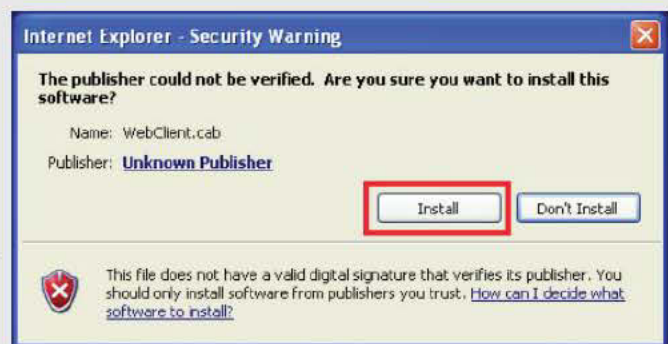 Internet Explorer - Security Warning
The publisher could not be verified.  Are you sure you want to install this
software?
Name: WebClient.cab
Publisher: Unknown Publisher
Install
Don't Install
This file does not have a valid digital signature that verifies its publisher. You
should only install software from publishers you trust. How can I decide what
software to install?